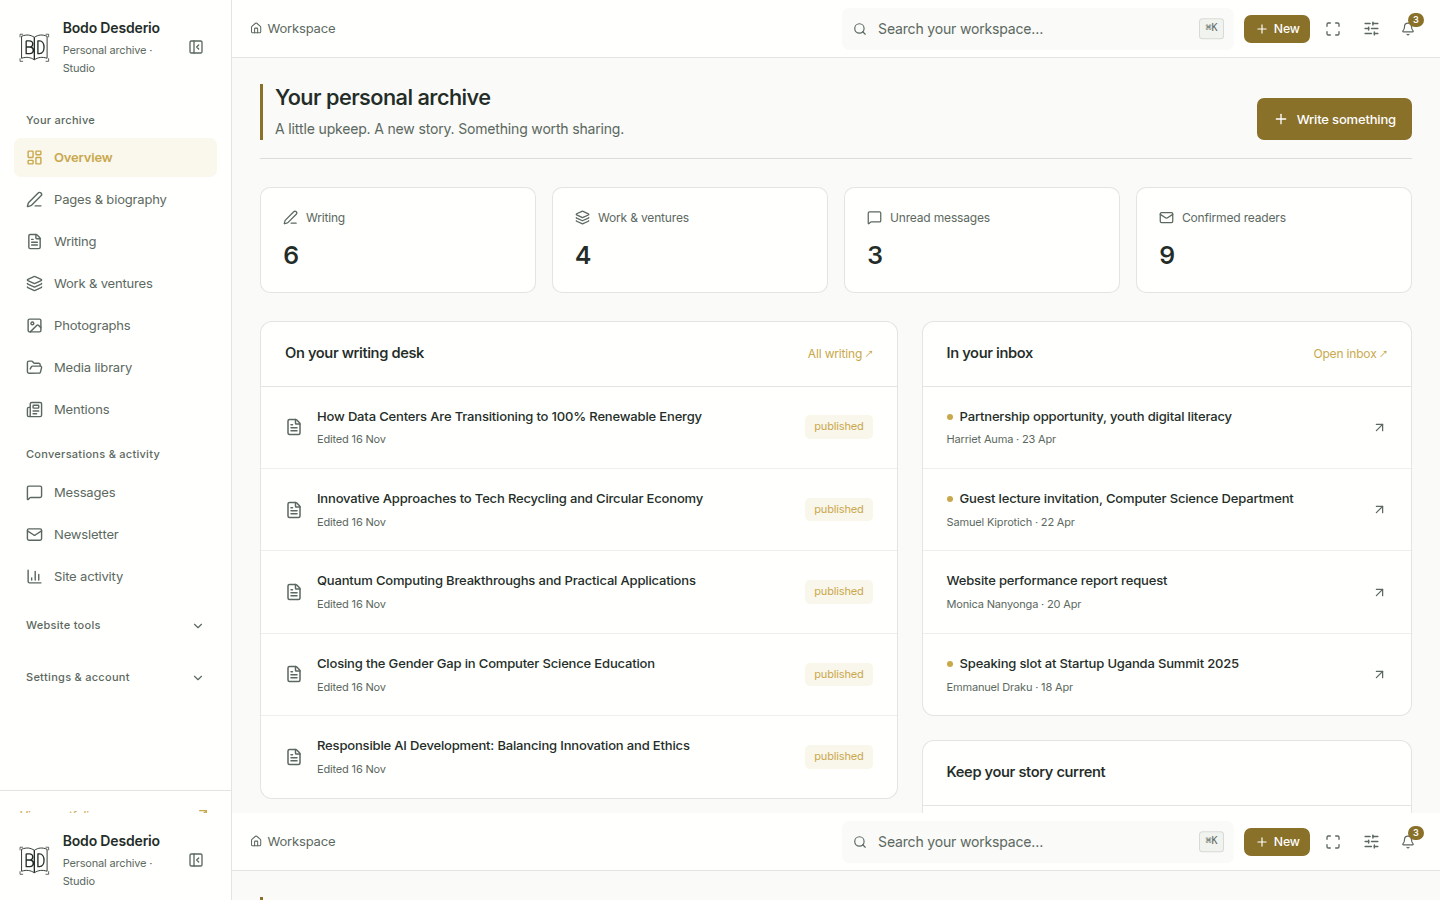 Bodo Desderio
Personal archive ·
Studio
Your archive
Overview
Pages & biography
Writing
Work & ventures
Photographs
Media library
Mentions
Conversations & activity
Messages
Newsletter
Site activity
Website tools
Settings & account
Workspace
Search your workspace...
⌘K
New
3
Your personal archive
A little upkeep. A new story. Something worth sharing.
Write something
Writing
6
Work & ventures
4
Unread messages
3
Confirmed readers
9
On your writing desk
All writing ↗
How Data Centers Are Transitioning to 100% Renewable Energy
Edited 16 Nov
published
Innovative Approaches to Tech Recycling and Circular Economy
Edited 16 Nov
published
Quantum Computing Breakthroughs and Practical Applications
Edited 16 Nov
published
Closing the Gender Gap in Computer Science Education
Edited 16 Nov
published
Responsible AI Development: Balancing Innovation and Ethics
Edited 16 Nov
published
In your inbox
Open inbox ↗
Partnership opportunity, youth digital literacy
Harriet Auma · 23 Apr
Guest lecture invitation, Computer Science Department
Samuel Kiprotich · 22 Apr
Website performance report request
Monica Nanyonga · 20 Apr
Speaking slot at Startup Uganda Summit 2025
Emmanuel Draku · 18 Apr
Keep your story current
BD
Bodo Desderio
Personal archive ·
Studio
Workspace
Search your workspace...
⌘K
New
3